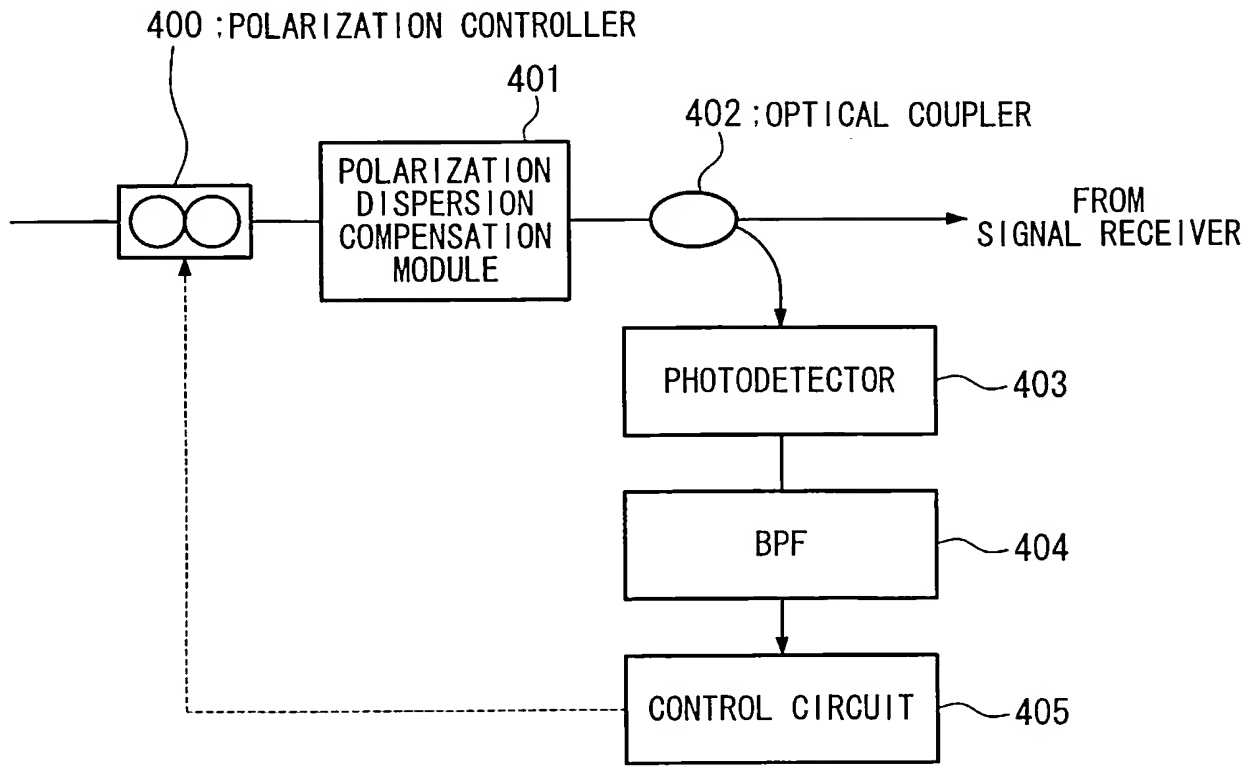 400 ;POLARIZATION CONTROLLER
401
402 ;OPTICAL COUPLER
POLARIZATION
DISPERSION
COMPENSATION
MODULE
FROM
SIGNAL RECEIVER
PHOTODETECTOR
403
BPF
404
CONTROL CIRCUIT
405